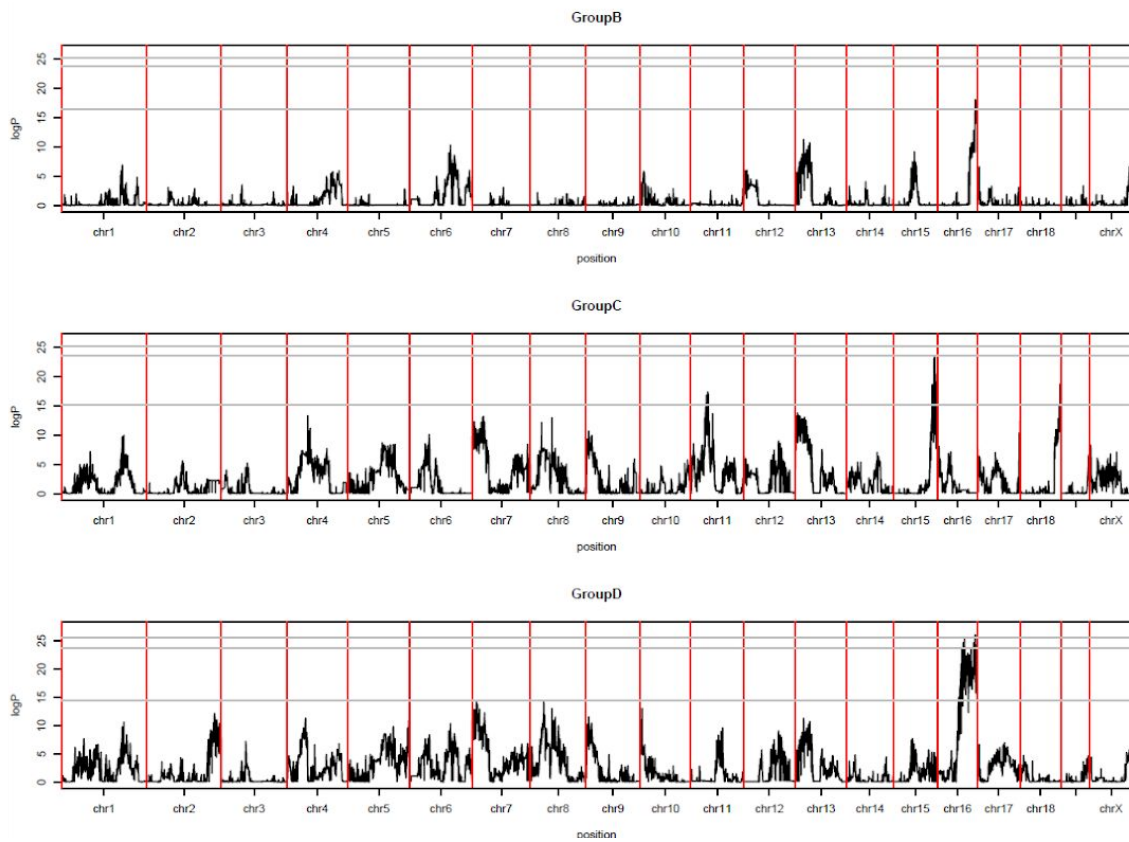 GroupB
25
20
15
10
5
0
logP
chr1 chr2 chr3 chr4 chr5 chr6 chr7 chr8 chr9 chr10 chr11 chr12 chr13 chr14 chr15 chr16 chr17 chr18 chrX
position
GroupC
25
20
15
10
5
0
logP
chr1 chr2 chr3 chr4 chr5 chr6 chr7 chr8 chr9 chr10 chr11 chr12 chr13 chr14 chr15 chr16 chr17 chr18 chrX
position
GroupD
25
20
15
10
5
0
logP
chr1 chr2 chr3 chr4 chr5 chr6 chr7 chr8 chr9 chr10 chr11 chr12 chr13 chr14 chr15 chr16 chr17 chr18 chrX
position